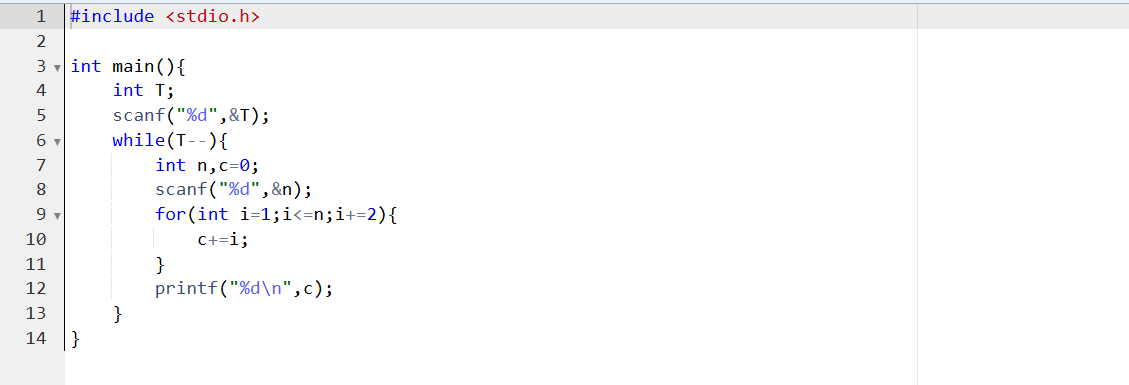 1 #include <stdio.h>
2
3 int main(){
4     int T;
5     scanf("%d",&T);
6     while(T--){
7         int n,c=0;
8         scanf("%d",&n);
9         for(int i=1;i<=n;i+=2){
10             c+=i;
11         }
12         printf("%d\n",c);
13     }
14 }